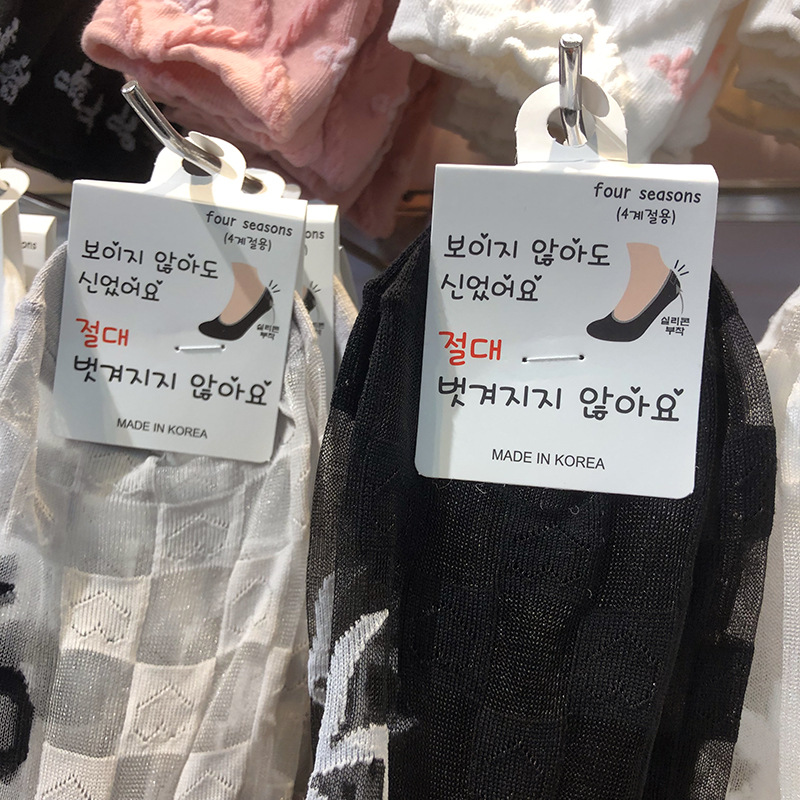 four seasons
(4계절용)
보이지 않아도
신었어요
실리콘
부착
절대
벗겨지지 않아요
MADE IN KOREA
four seasons
(4계절용)
보이지 않아도
신었어요
실리콘
부착
절대
벗겨지지 않아요
MADE IN KOREA